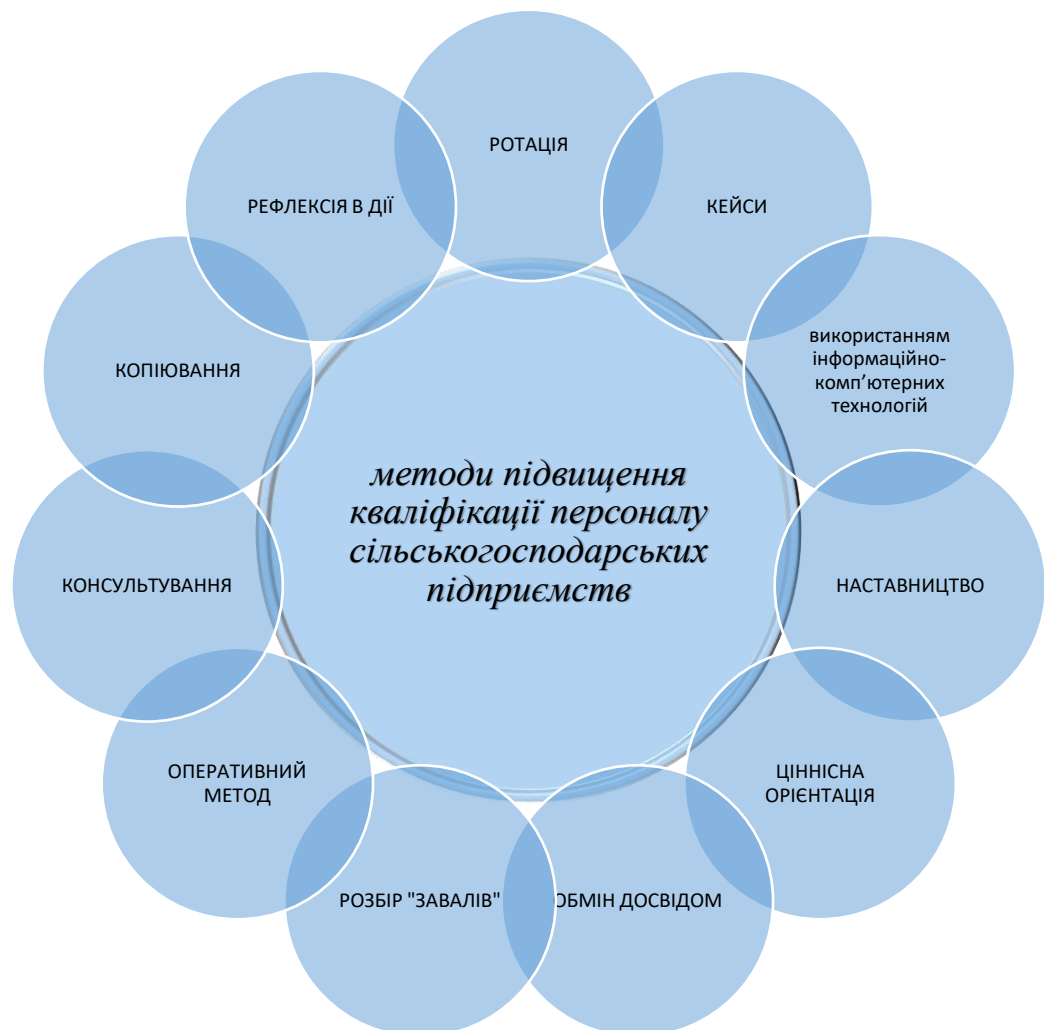 РОТАЦІЯ
КЕЙСИ
використанням
інформаційно-
комп’ютерних
технологій
НАСТАВНИЦТВО
ЦІННІСНА
ОРІЄНТАЦІЯ
ОБМІН ДОСВІДОМ
РОЗБІР "ЗАВАЛІВ"
ОПЕРАТИВНИЙ
МЕТОД
КОНСУЛЬТУВАННЯ
КОПІЮВАННЯ
РЕФЛЕКСІЯ В ДІЇ
методи підвищення
кваліфікації персоналу
сільськогосподарських
підприємств